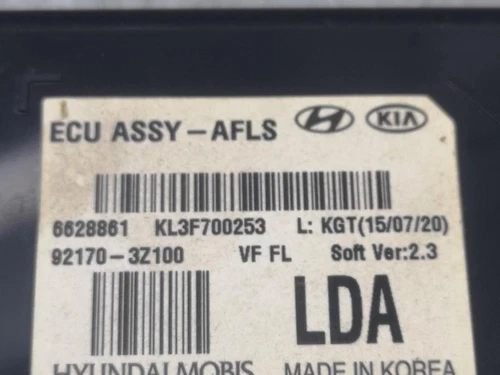 ECU ASSY-AFLS KIA
6628861 KL3F700253 L: KGT(15/07/20)
92170-3Z100 VF FL Soft Ver:2.3
LDA
HYUNDAI MOBIS MADE IN KOREA